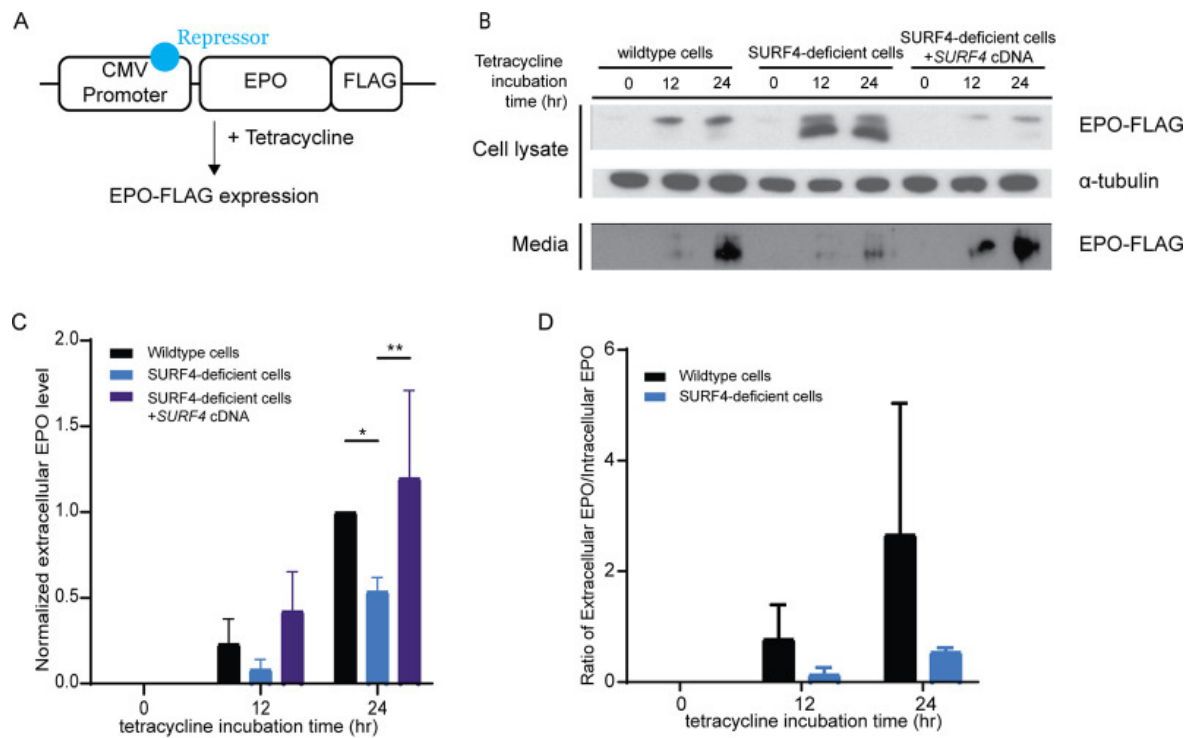 A
Repressor
CMV
Promoter
EPO
FLAG
+ Tetracycline
EPO-FLAG expression
B
Tetracycline
incubation
time (hr)
wildtype cells
SURF4-deficient cells
SURF4-deficient cells
+SURF4 cDNA
0 12 24 0 12 24 0 12 24
Cell lysate
EPO-FLAG
α-tubulin
Media
EPO-FLAG
C
Normalized extracellular EPO level
2.0
1.5
1.0
0.5
0.0
Wildtype cells
SURF4-deficient cells
SURF4-deficient cells
+SURF4 cDNA
*
**
0 12 24
tetracycline incubation time (hr)
D
Ratio of Extracellular EPO/Intracellular EPO
6
4
2
0
Wildtype cells
SURF4-deficient cells
0 12 24
tetracycline incubation time (hr)